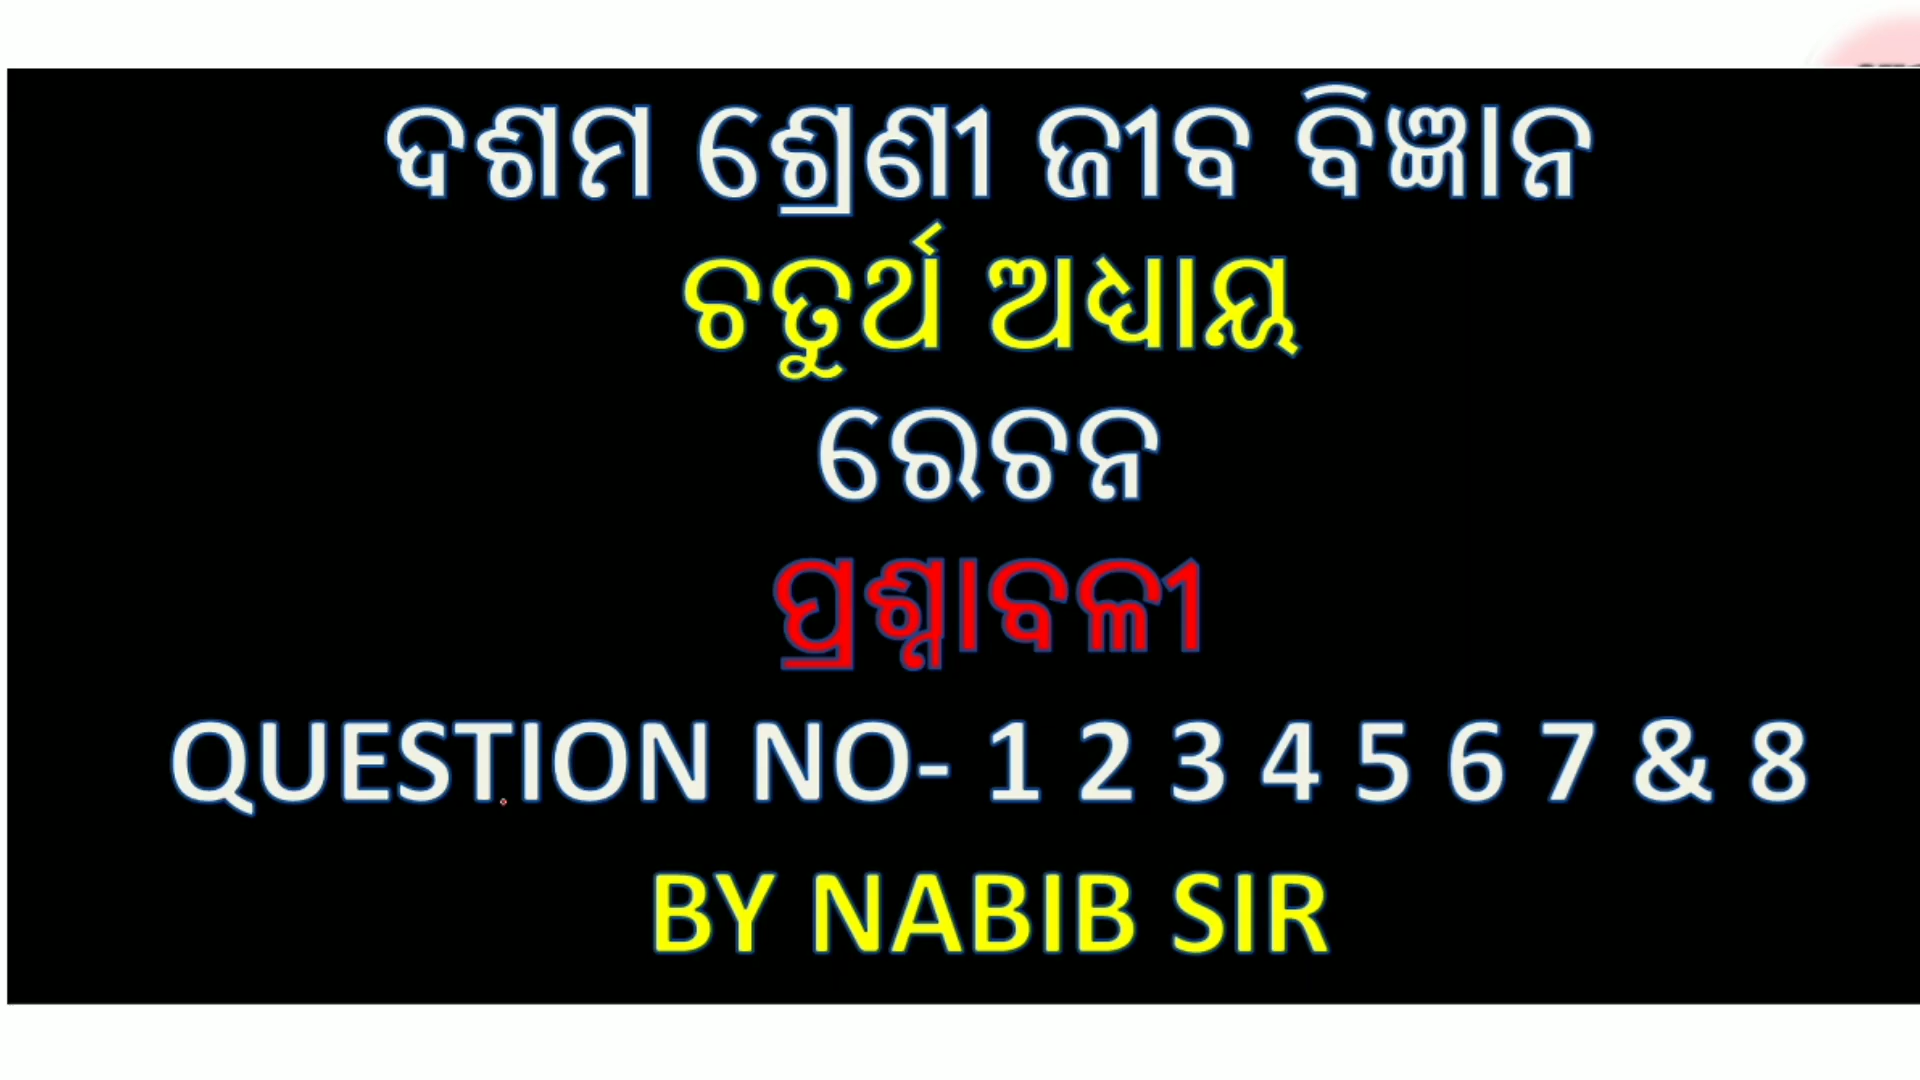 ଦଶମ ଶ୍ରେଣୀ ଜୀବ ବିଜ୍ଞାନ
ଚତୁର୍ଥ ଅଧ୍ୟାୟ
ରେଚନ
ପ୍ରଶ୍ନାବଳୀ
QUESTION NO- 1 2 3 4 5 6 7 & 8
BY NABIB SIR